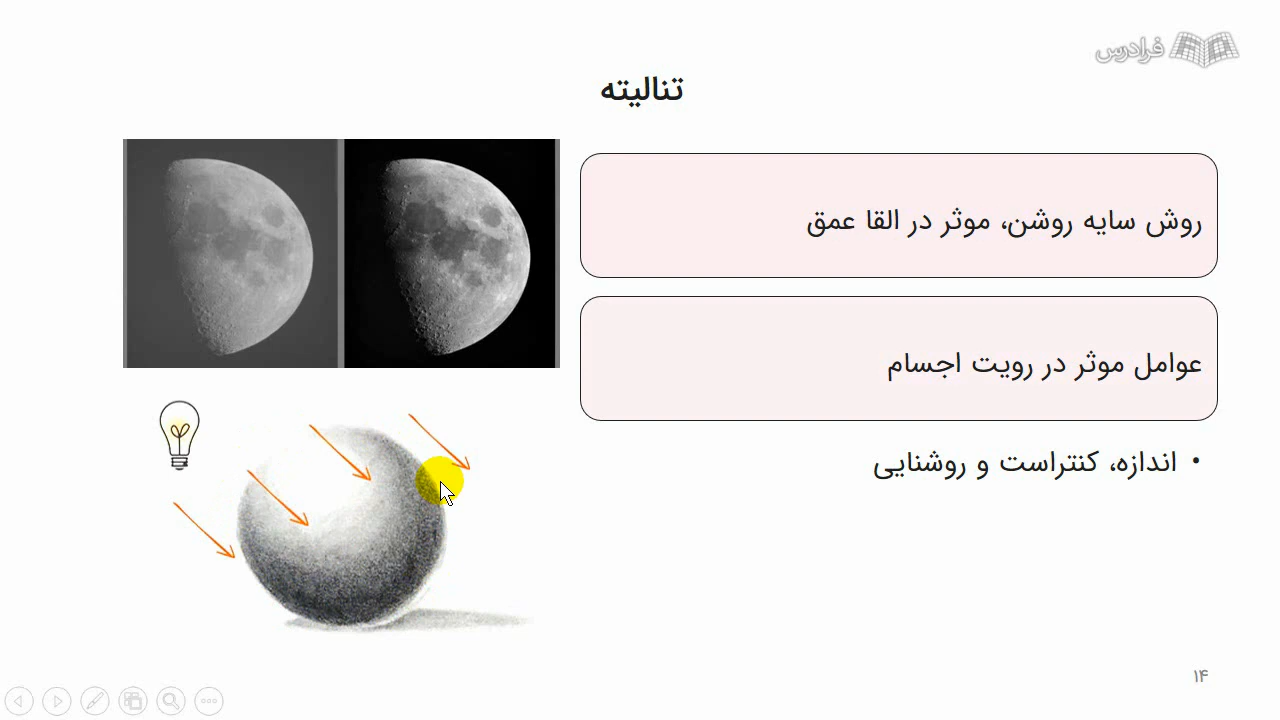 فرادرس
تنالیته
روش سایه روشن، موثر در القا عمق
عوامل موثر در رویت اجسام
• اندازه، کنتراست و روشنایی
۱۴